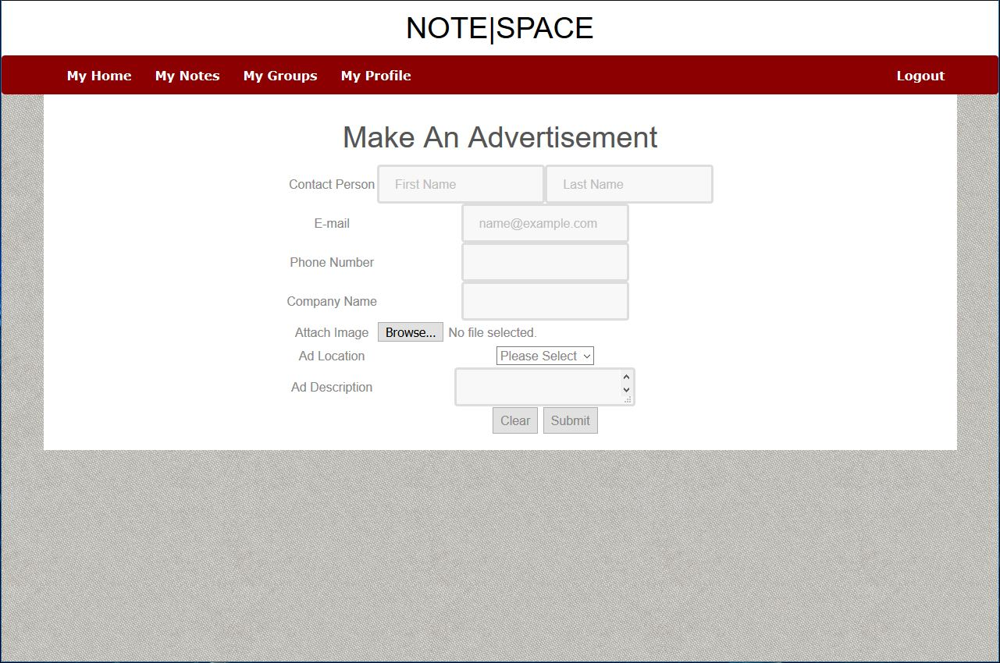 NOTE|SPACE
My Home My Notes My Groups My Profile Logout
Make An Advertisement
Contact Person First Name Last Name
E-mail name@example.com
Phone Number
Company Name
Attach Image Browse... No file selected.
Ad Location Please Select
Ad Description
Clear Submit